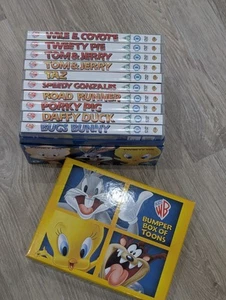 WILE E. COYOTE
TWEETY PIE
TOM & JERRY
TOM & JERRY
TAZ
SPEEDY GONZALES
ROAD RUNNER
PORKY PIG
DAFFY DUCK
BUGS BUNNY
WB
BUMPER
BOX OF
TOONS